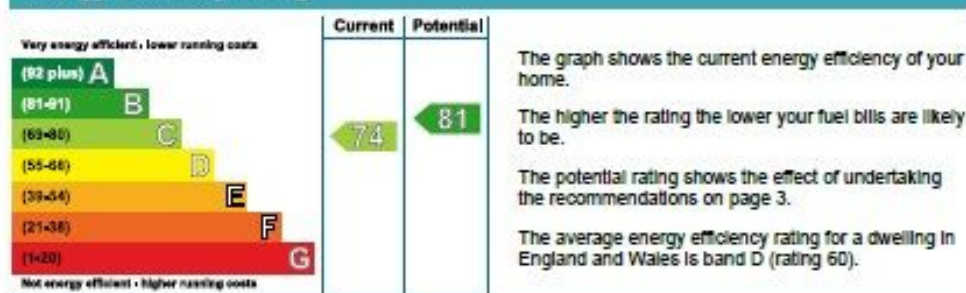 Current Potential
Very energy efficient - lower running costs
(92 plus) A
(81-91) B
(69-80) C
(55-68) D
(39-54) E
(21-38) F
(1-20) G
Not energy efficient - higher running costs
74
81
The graph shows the current energy efficiency of your
home.
The higher the rating the lower your fuel bills are likely
to be.
The potential rating shows the effect of undertaking
the recommendations on page 3.
The average energy efficiency rating for a dwelling in
England and Wales is band D (rating 60).